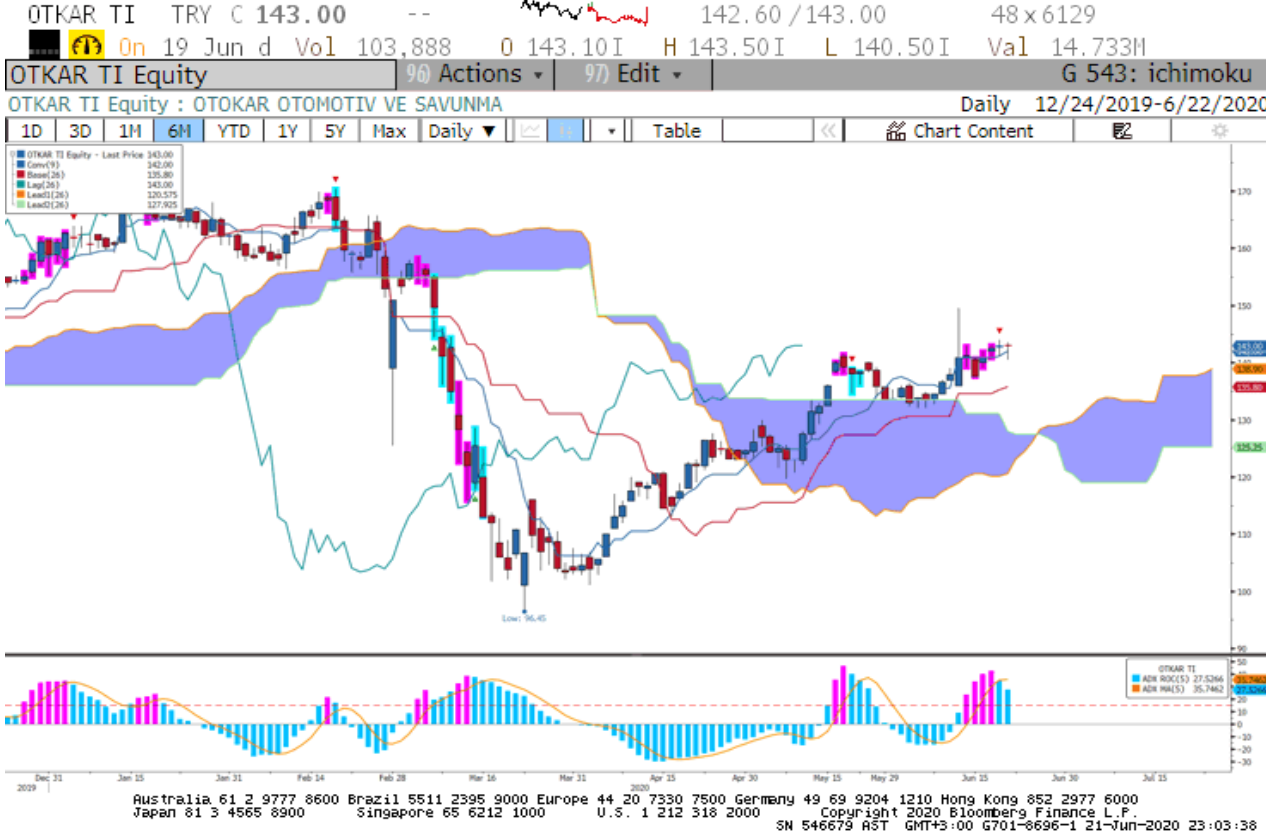 OTKAR TI TRY C 143.00 -- 142.60 / 143.00 48 x 6129
On 19 Jun d Vol 103,888 O 143.10I H 143.50I L 140.50I Val 14.733M
OTKAR TI Equity 96) Actions ▾ 97) Edit ▾ G 543: ichimoku
OTKAR TI Equity : OTOKAR OTOMOTIV VE SAVUNMA Daily 12/24/2019-6/22/2020
1D 3D 1M 6M YTD 1Y 5Y Max Daily ▼ Table « Chart Content
OTKAR TI Equity - Last Price 143.00
Conv(9) 142.00
Base(26) 135.80
Lag(26) 143.00
Lead1(26) 120.575
Lead2(26) 127.925
170
160
150
143.00
140
138.90
135.80
130
125.25
120
110
100
Low: 96.45
90
OTKAR TI
ADX ROC(5) 27.5266
ADX MA(5) 35.7462
50
35.7462
27.5266
20
10
0
-10
-20
-30
Dec 31 Jan 15 Jan 31 Feb 14 Feb 28 Mar 16 Mar 31 Apr 15 Apr 30 May 15 May 29 Jun 15 Jun 30 Jul 15
2019 2020
Australia 61 2 9777 8600 Brazil 5511 2395 9000 Europe 44 20 7330 7500 Germany 49 69 9204 1210 Hong Kong 852 2977 6000
Japan 81 3 4565 8900 Singapore 65 6212 1000 U.S. 1 212 318 2000 Copyright 2020 Bloomberg Finance L.P.
SN 546679 AST GMT+3:00 G701-8696-1 21-Jun-2020 23:03:38